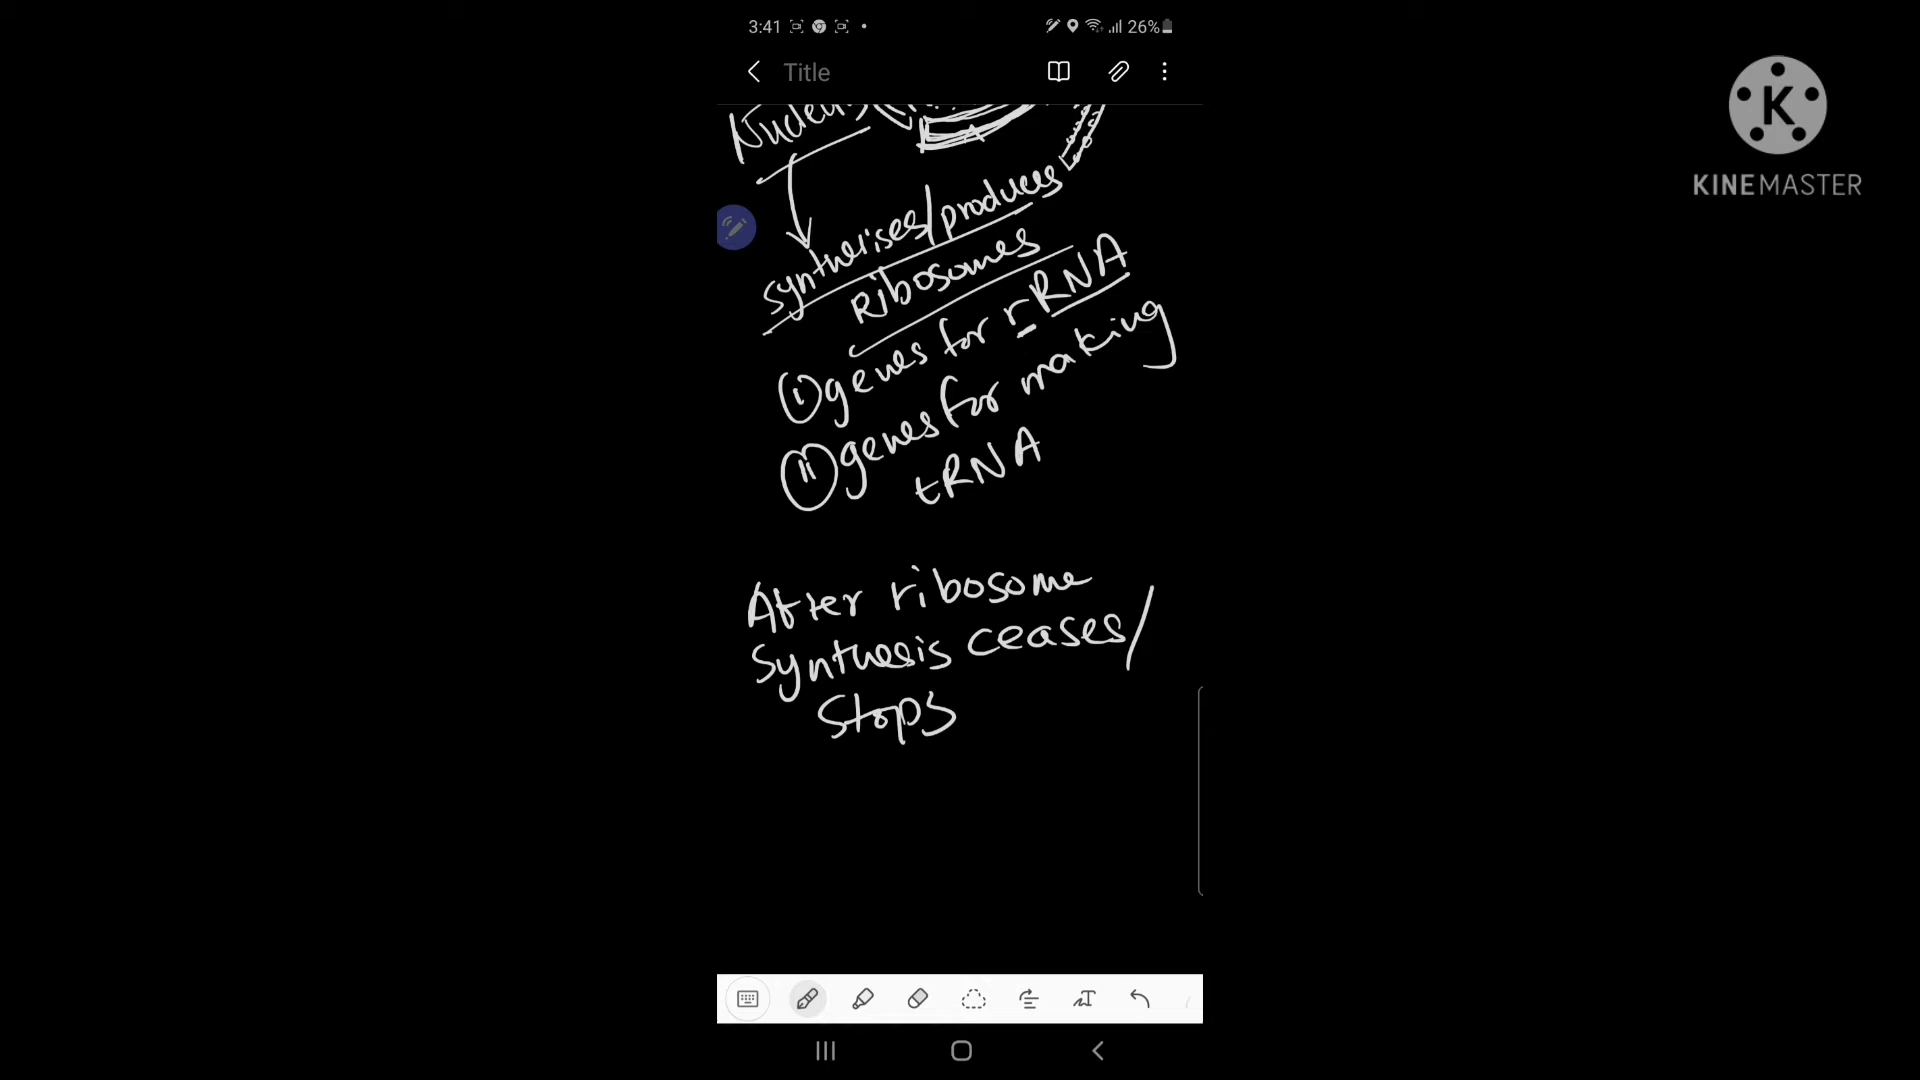 3:41
26%
Title
synthesises/produces
Ribosomes
i genes for rRNA
ii genes for making
tRNA
After ribosome
synthesis ceases/
stops
K
KINEMASTER